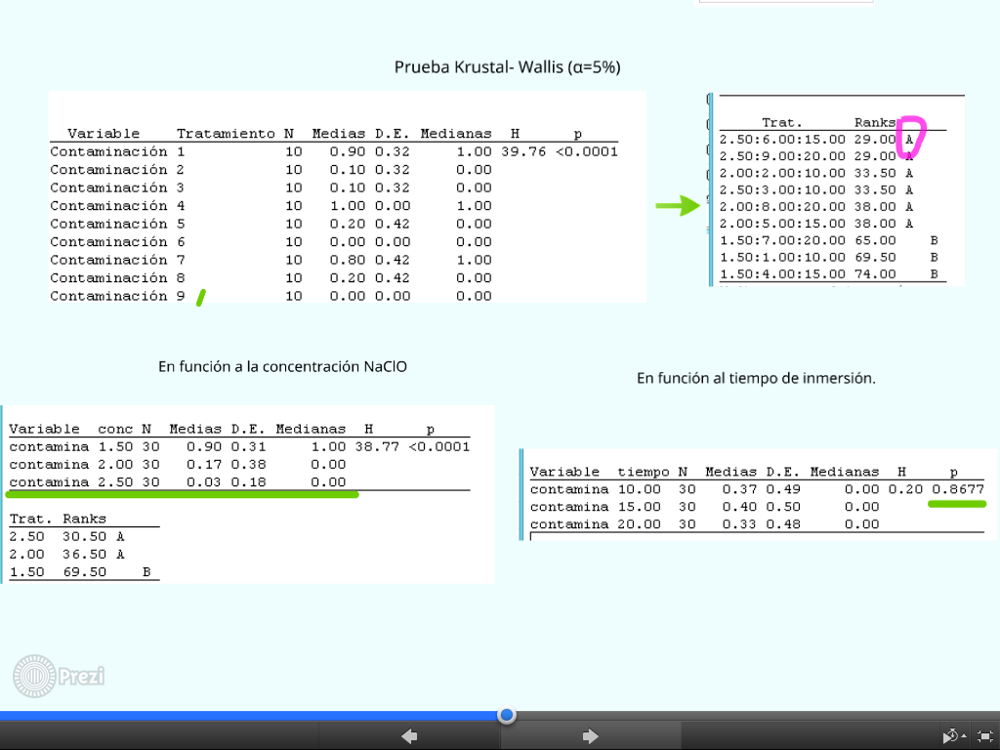 Prueba Krustal- Wallis (α=5%)
Variable Tratamiento N Medias D.E. Medianas H p
Contaminación 1 10 0.90 0.32 1.00 39.76 <0.0001
Contaminación 2 10 0.10 0.32 0.00
Contaminación 3 10 0.10 0.32 0.00
Contaminación 4 10 1.00 0.00 1.00
Contaminación 5 10 0.20 0.42 0.00
Contaminación 6 10 0.00 0.00 0.00
Contaminación 7 10 0.80 0.42 1.00
Contaminación 8 10 0.20 0.42 0.00
Contaminación 9 10 0.00 0.00 0.00
Trat. Ranks
2.50:6.00:15.00 29.00 A
2.50:9.00:20.00 29.00 A
2.00:2.00:10.00 33.50 A
2.50:3.00:10.00 33.50 A
2.00:8.00:20.00 38.00 A
2.00:5.00:15.00 38.00 A
1.50:7.00:20.00 65.00 B
1.50:1.00:10.00 69.50 B
1.50:4.00:15.00 74.00 B
En función a la concentración NaClO
Variable conc N Medias D.E. Medianas H p
contamina 1.50 30 0.90 0.31 1.00 38.77 <0.0001
contamina 2.00 30 0.17 0.38 0.00
contamina 2.50 30 0.03 0.18 0.00
Trat. Ranks
2.50 30.50 A
2.00 36.50 A
1.50 69.50 B
En función al tiempo de inmersión.
Variable tiempo N Medias D.E. Medianas H p
contamina 10.00 30 0.37 0.49 0.00 0.20 0.8677
contamina 15.00 30 0.40 0.50 0.00
contamina 20.00 30 0.33 0.48 0.00
Prezi